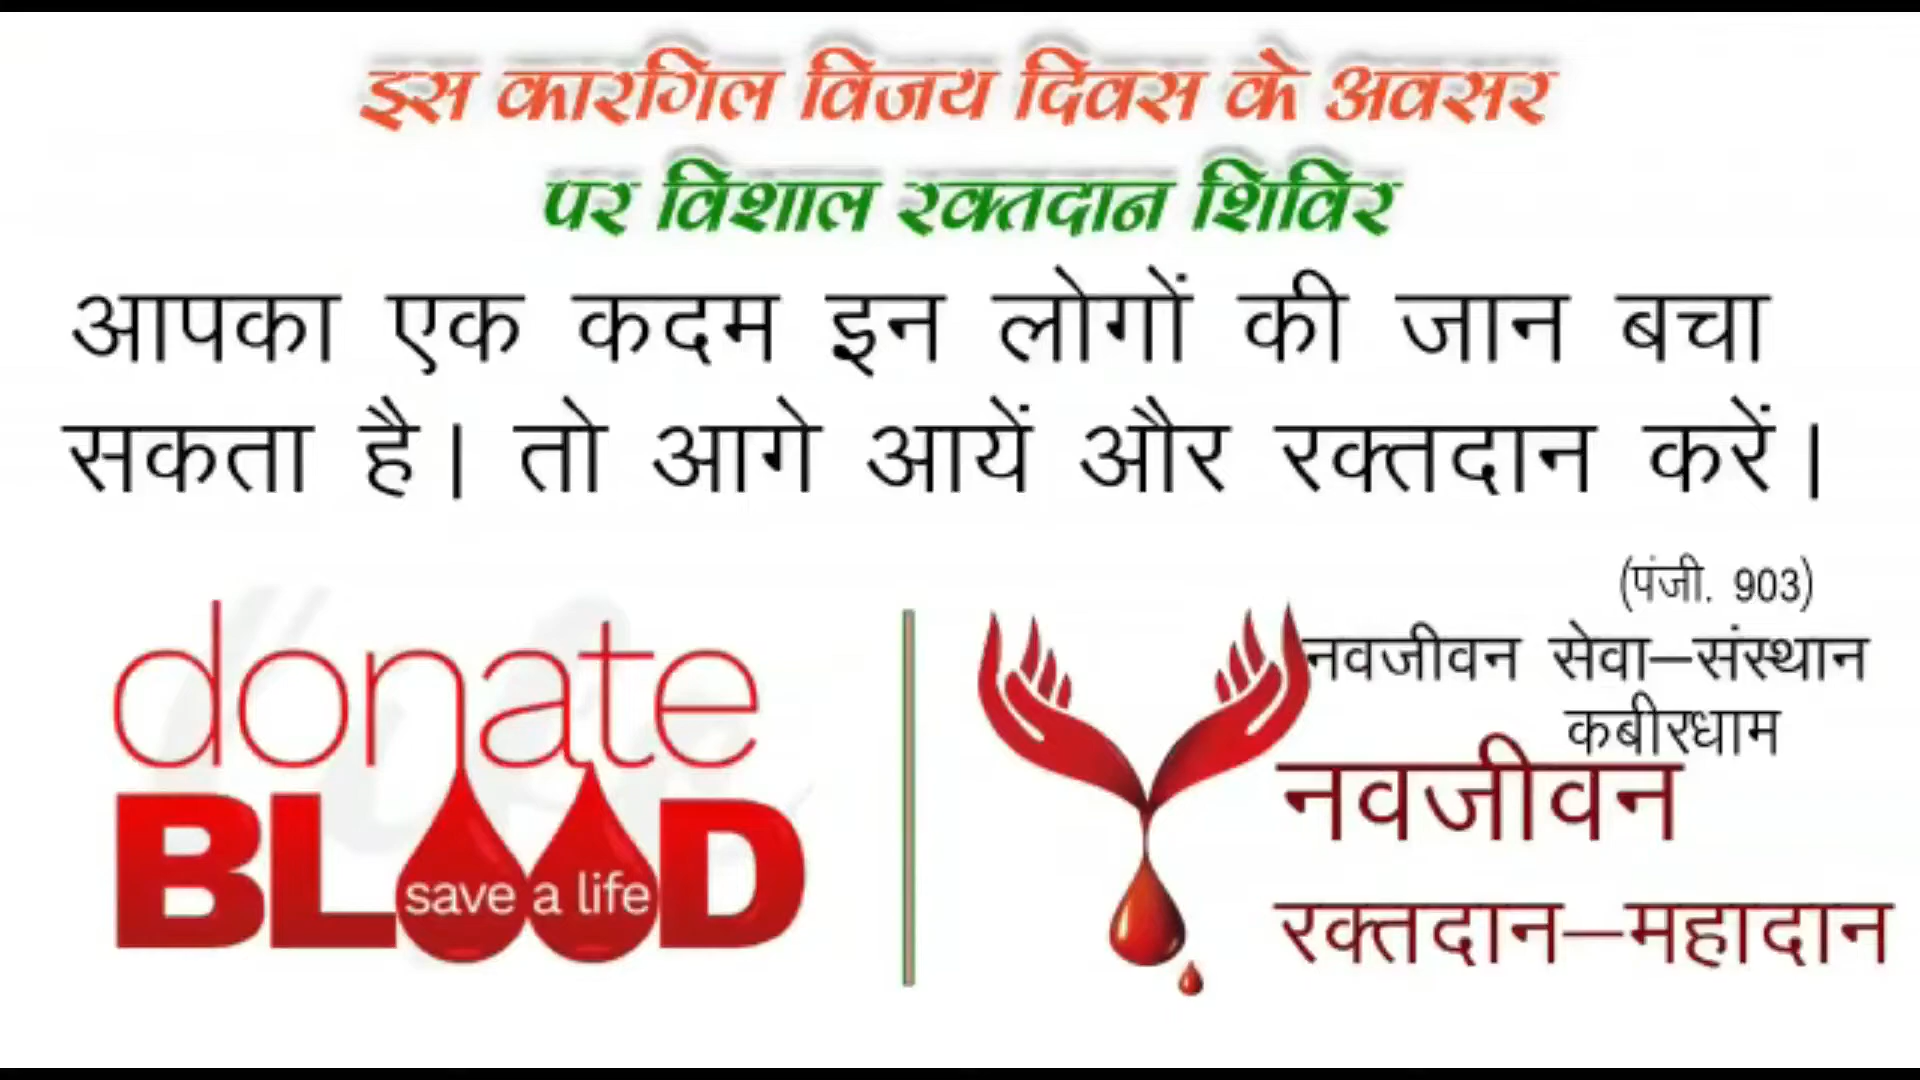 इस कारगिल विजय दिवस के अवसर
पर विशाल रक्तदान शिविर
आपका एक कदम इन लोगों की जान बचा
सकता है। तो आगे आयें और रक्तदान करें।
donate
BLOOD
save a life
(पंजी. 903)
नवजीवन सेवा–संस्थान
कबीरधाम
नवजीवन
रक्तदान–महादान